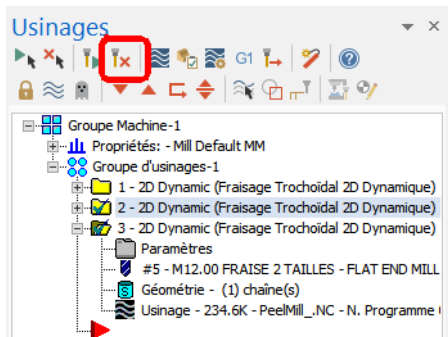 Usinages
G1
Groupe Machine-1
Propriétés: - Mill Default MM
Groupe d'usinages-1
1 - 2D Dynamic (Fraisage Trochoïdal 2D Dynamique)
2 - 2D Dynamic (Fraisage Trochoïdal 2D Dynamique)
3 - 2D Dynamic (Fraisage Trochoïdal 2D Dynamique)
Paramètres
#5 - M12.00 FRAISE 2 TAILLES - FLAT END MILL
Géométrie - (1) chaîne(s)
Usinage - 234.6K - PeelMill_.NC - N. Programme